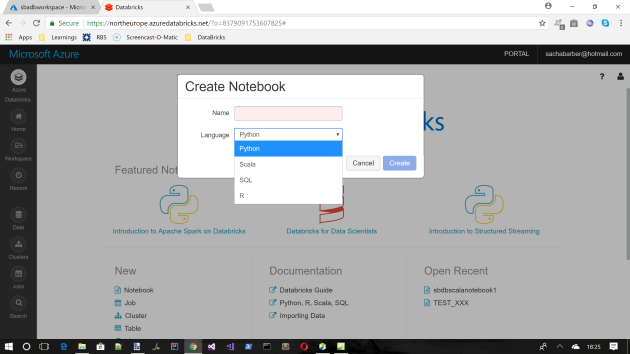 sbadbworkspace - Micros
Databricks
Secure
https://northeurope.azuredatabricks.net/?o=8379091753607825#
Apps
Learnings
RBS
Screencast-O-Matic
DataBricks
Microsoft Azure
PORTAL
sachabarber@hotmail.com
Azure
Databricks
Home
Workspace
Recent
Data
Clusters
Jobs
Search
?
Create Notebook
Name
Language
Python
Python
Scala
SQL
R
Cancel
Create
ks
Featured Not
Introduction to Apache Spark on Databricks
Databricks for Data Scientists
Introduction to Structured Streaming
New
Notebook
Job
Cluster
Table
Documentation
Databricks Guide
Python, R, Scala, SQL
Importing Data
Open Recent
sbdbscalanotebook1
TEST_XXX
18:25